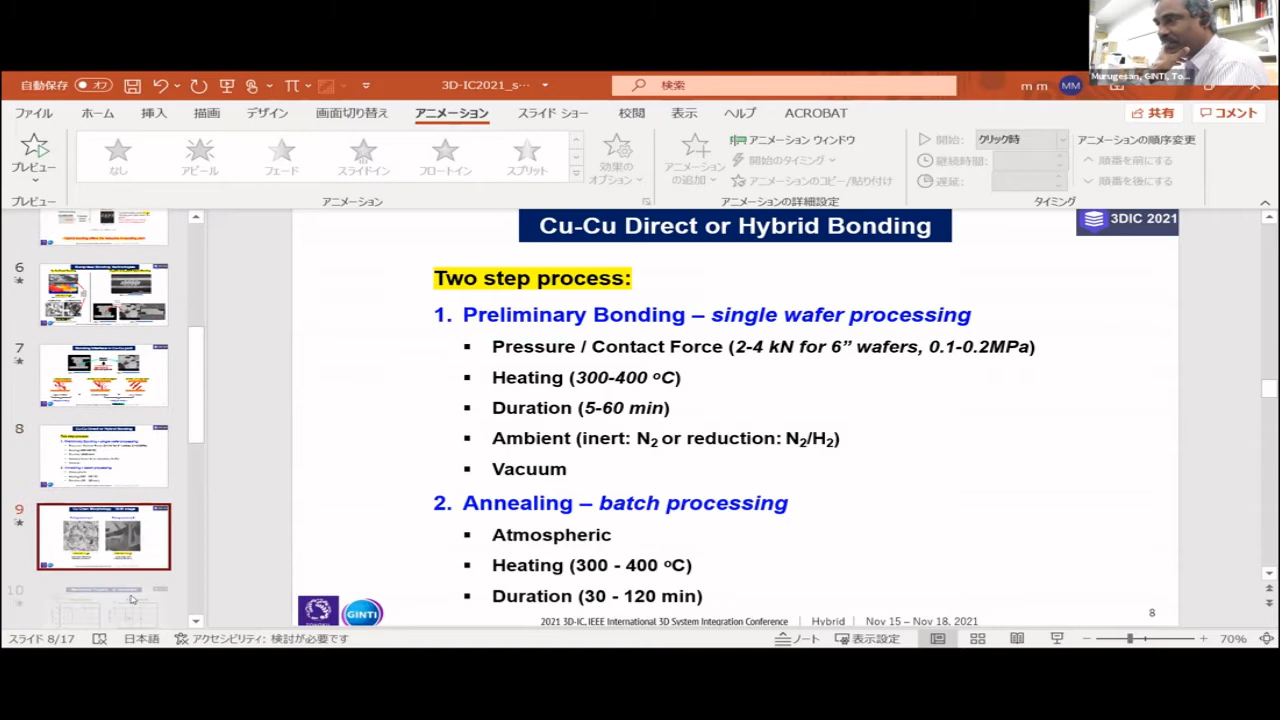 Murugesan, GINTI, To...
自動保存 オフ 3D-IC2021_s… 検索 m m MM
ファイル ホーム 挿入 描画 デザイン 画面切り替え アニメーション スライド ショー 校閲 表示 ヘルプ ACROBAT 共有 コメント
プレビュー なし アピール フェード スライドイン フロートイン スプリット 効果の オプション アニメーション の追加 アニメーション ウィンドウ 開始: クリック時 アニメーションの順序変更
開始のタイミング 継続時間: 順番を前にする
アニメーションのコピー/貼り付け 遅延: 順番を後にする
プレビュー アニメーション アニメーションの詳細設定 タイミング
Cu-Cu Direct or Hybrid Bonding
3DIC 2021
Two step process:
1. Preliminary Bonding – single wafer processing
▪ Pressure / Contact Force (2-4 kN for 6” wafers, 0.1-0.2MPa)
▪ Heating (300-400 ᵒC)
▪ Duration (5-60 min)
▪ Ambient (inert: N₂ or reduction: N₂/H₂)
▪ Vacuum
2. Annealing – batch processing
▪ Atmospheric
▪ Heating (300 - 400 ᵒC)
▪ Duration (30 - 120 min)
GINTI
2021 3D-IC, IEEE International 3D System Integration Conference | Hybrid | Nov 15 – Nov 18. 2021
8
6
7
8
Cu-Cu Direct or Hybrid Bonding
9
10
スライド 8/17 日本語 アクセシビリティ: 検討が必要です ノート 表示設定 70%